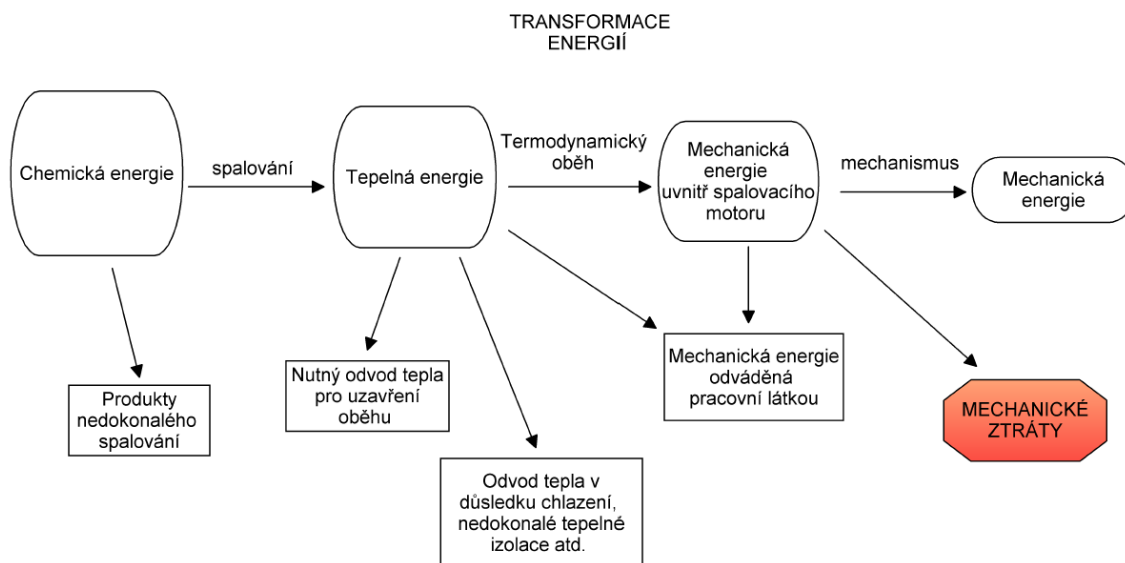 TRANSFORMACE
ENERGIÍ
Chemická energie
spalování
Tepelná energie
Termodynamický
oběh
Mechanická
energie
uvnitř spalovacího
motoru
mechanismus
Mechanická
energie
Produkty
nedokonalého
spalování
Nutný odvod tepla
pro uzavření
oběhu
Odvod tepla v
důsledku chlazení,
nedokonalé tepelné
izolace atd.
Mechanická energie
odváděná
pracovní látkou
MECHANICKÉ
ZTRÁTY